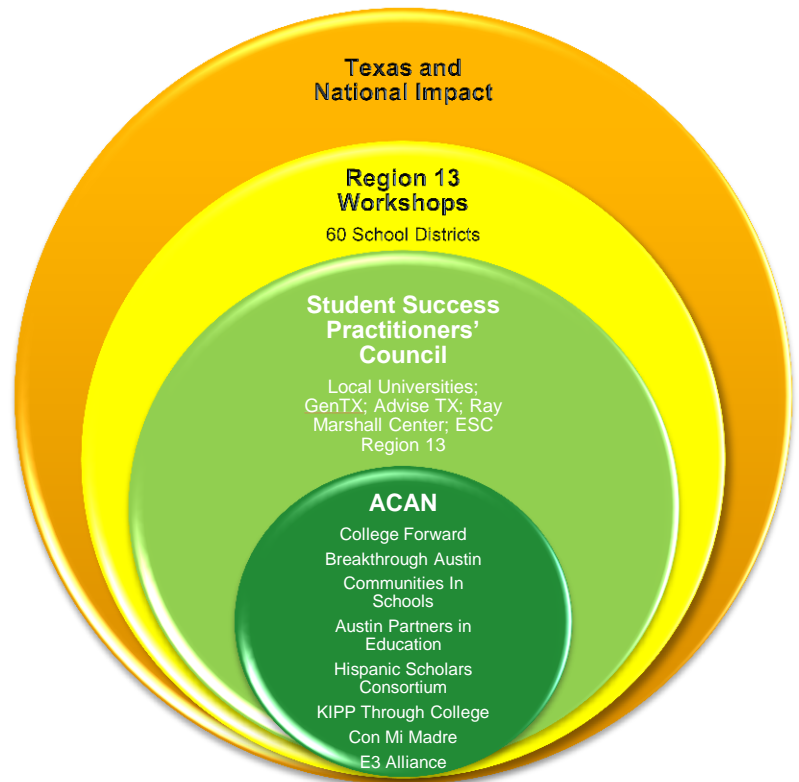 Texas and
National Impact
Region 13
Workshops
60 School Districts
Student Success
Practitioners’
Council
Local Universities;
GenTX; Advise TX; Ray
Marshall Center; ESC
Region 13
ACAN
College Forward
Breakthrough Austin
Communities In
Schools
Austin Partners in
Education
Hispanic Scholars
Consortium
KIPP Through College
Con Mi Madre
E3 Alliance